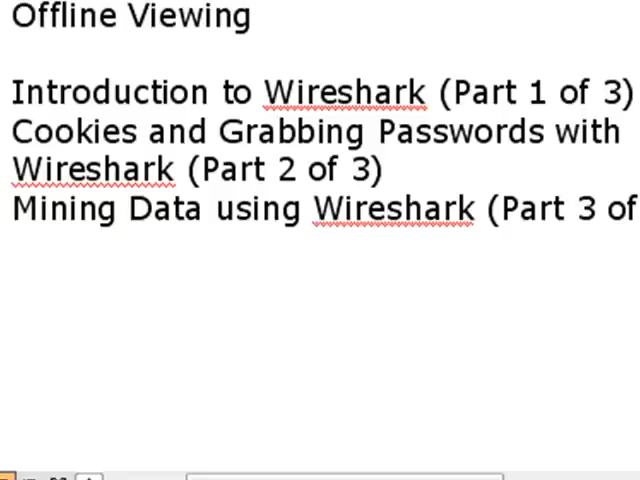 Offline Viewing
Introduction to Wireshark (Part 1 of 3)
Cookies and Grabbing Passwords with
Wireshark (Part 2 of 3)
Mining Data using Wireshark (Part 3 of